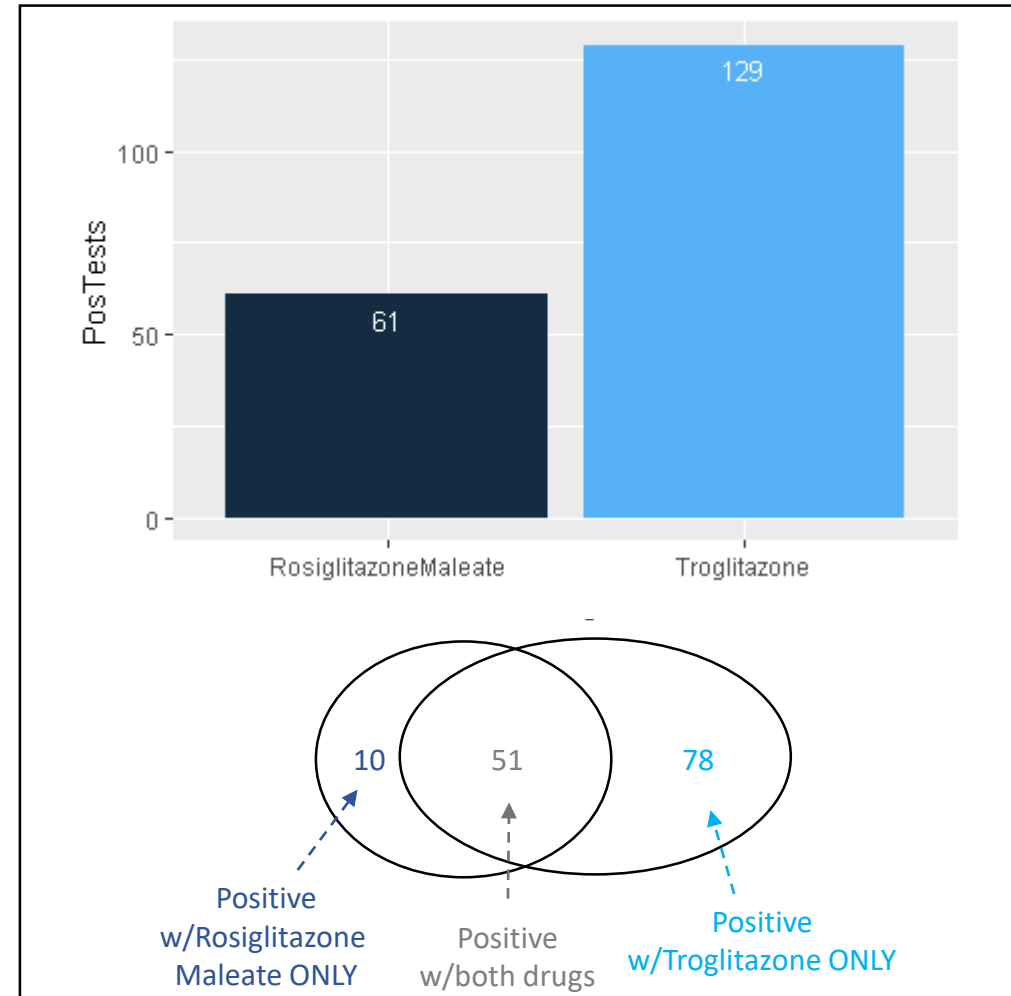 129
100
PosTests
61
50
0
RosiglitazoneMaleate
Troglitazone
10
51
78
Positive
w/Rosiglitazone
Maleate ONLY
Positive
w/both drugs
Positive
w/Troglitazone ONLY